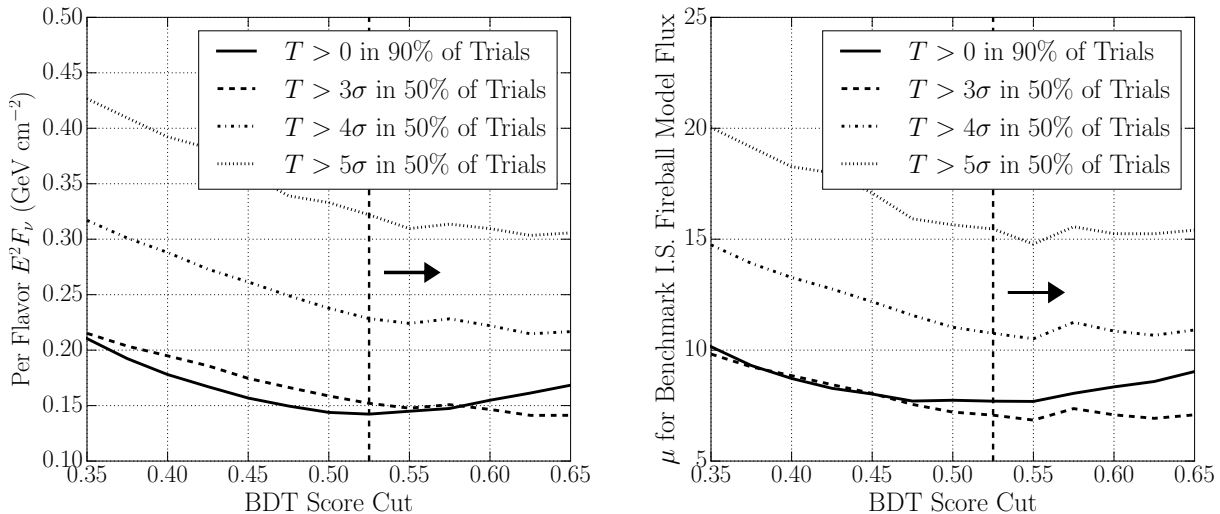 0.50
0.45
0.40
0.35
0.30
0.25
0.20
0.15
0.10
Per Flavor E²Fν (GeV cm⁻²)
T > 0 in 90% of Trials
T > 3σ in 50% of Trials
T > 4σ in 50% of Trials
T > 5σ in 50% of Trials
0.35 0.40 0.45 0.50 0.55 0.60 0.65
BDT Score Cut
25
20
15
10
5
μ for Benchmark I.S. Fireball Model Flux
T > 0 in 90% of Trials
T > 3σ in 50% of Trials
T > 4σ in 50% of Trials
T > 5σ in 50% of Trials
0.35 0.40 0.45 0.50 0.55 0.60 0.65
BDT Score Cut